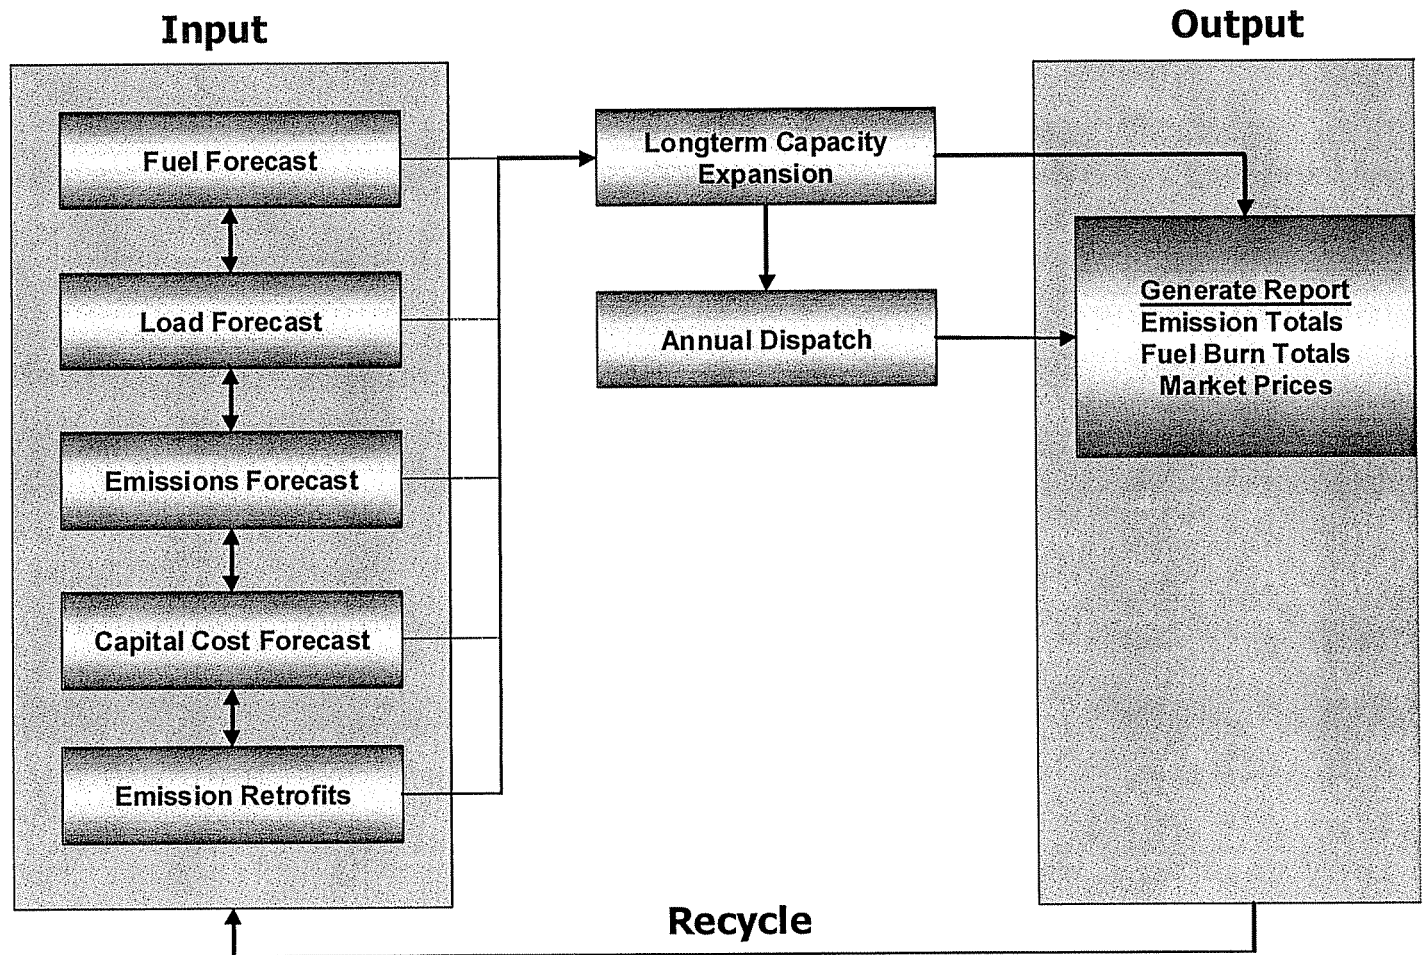 Input
Output
Fuel Forecast
Load Forecast
Emissions Forecast
Capital Cost Forecast
Emission Retrofits
Longterm Capacity
Expansion
Annual Dispatch
Generate Report
Emission Totals
Fuel Burn Totals
Market Prices
Recycle